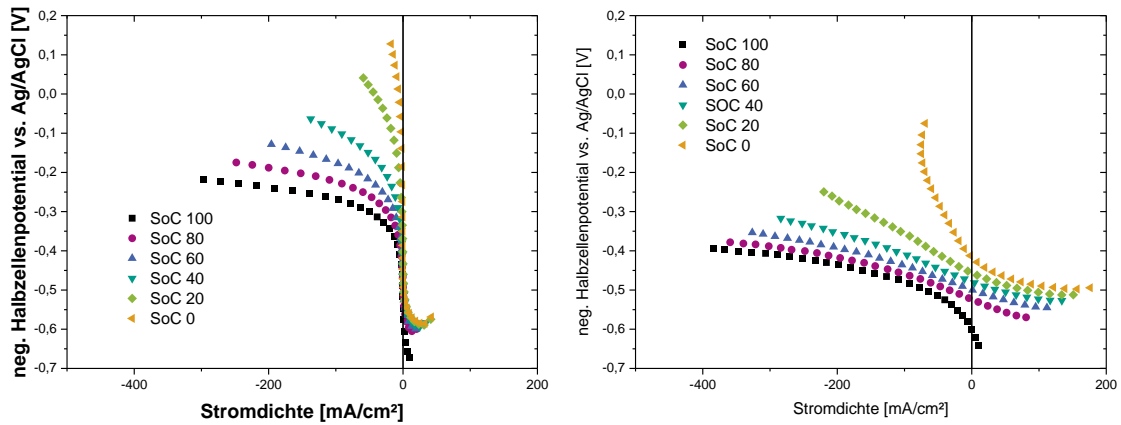 neg. Halbzellenpotential vs. Ag/AgCl [V]
0,2
0,1
0,0
-0,1
-0,2
-0,3
-0,4
-0,5
-0,6
-0,7
SoC 100
SoC 80
SoC 60
SoC 40
SoC 20
SoC 0
-400
-200
0
200
Stromdichte [mA/cm²]
neg. Halbzellenpotential vs. Ag/AgCl [V]
0,2
0,1
0,0
-0,1
-0,2
-0,3
-0,4
-0,5
-0,6
-0,7
SoC 100
SoC 80
SoC 60
SOC 40
SoC 20
SoC 0
-400
-200
0
200
Stromdichte [mA/cm²]